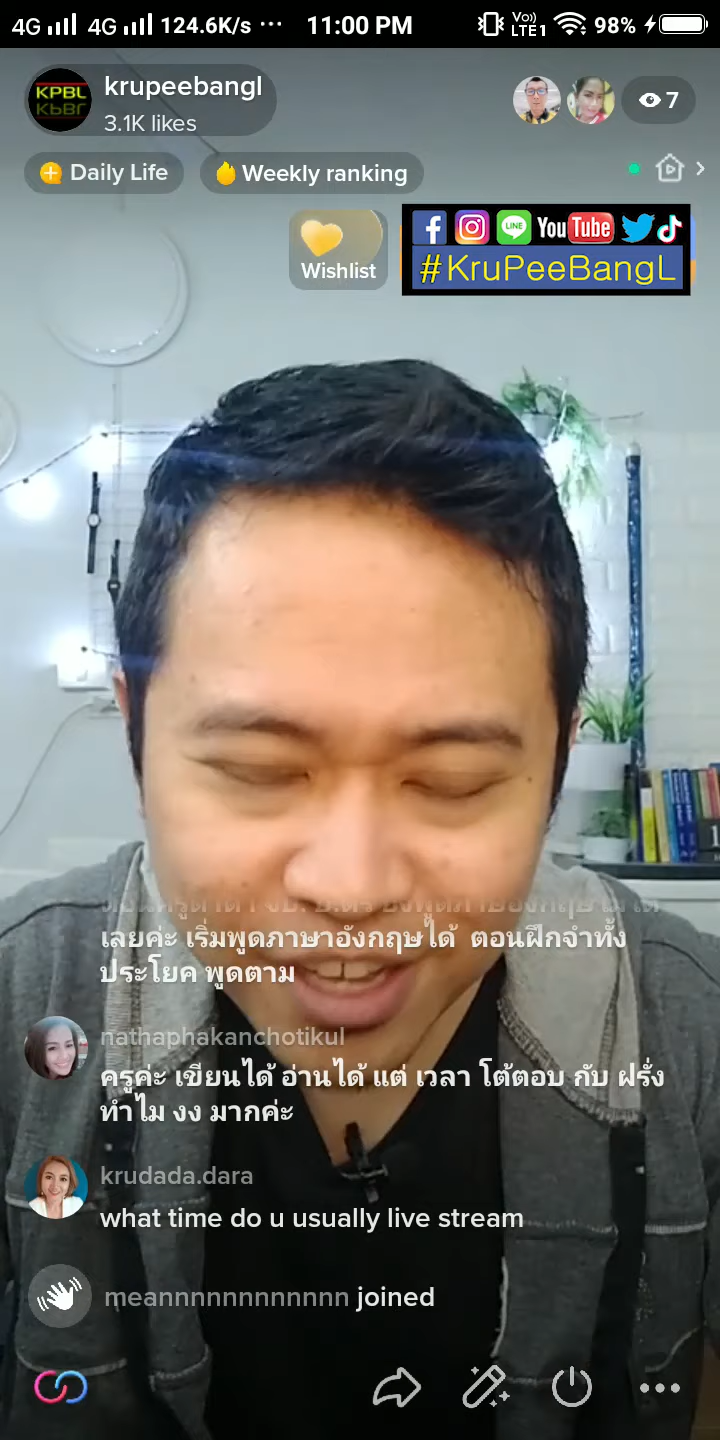 4G 4G 124.6K/s ... 11:00 PM Vo)) LTE1 98%
KPBL krupeebangl
3.1K likes
7
Daily Life Weekly ranking
Wishlist
LINE YouTube
#KruPeeBangL
เลยค่ะ เริ่มพูดภาษาอังกฤษได้ ตอนฝึกจำทั้ง
ประโยค พูดตาม
nathaphakanchotikul
ครูค่ะ เขียนได้ อ่านได้ แต่ เวลา โต้ตอบ กับ ฝรั่ง
ทำไม งง มากค่ะ
krudada.dara
what time do u usually live stream
meannnnnnnnnnnn joined